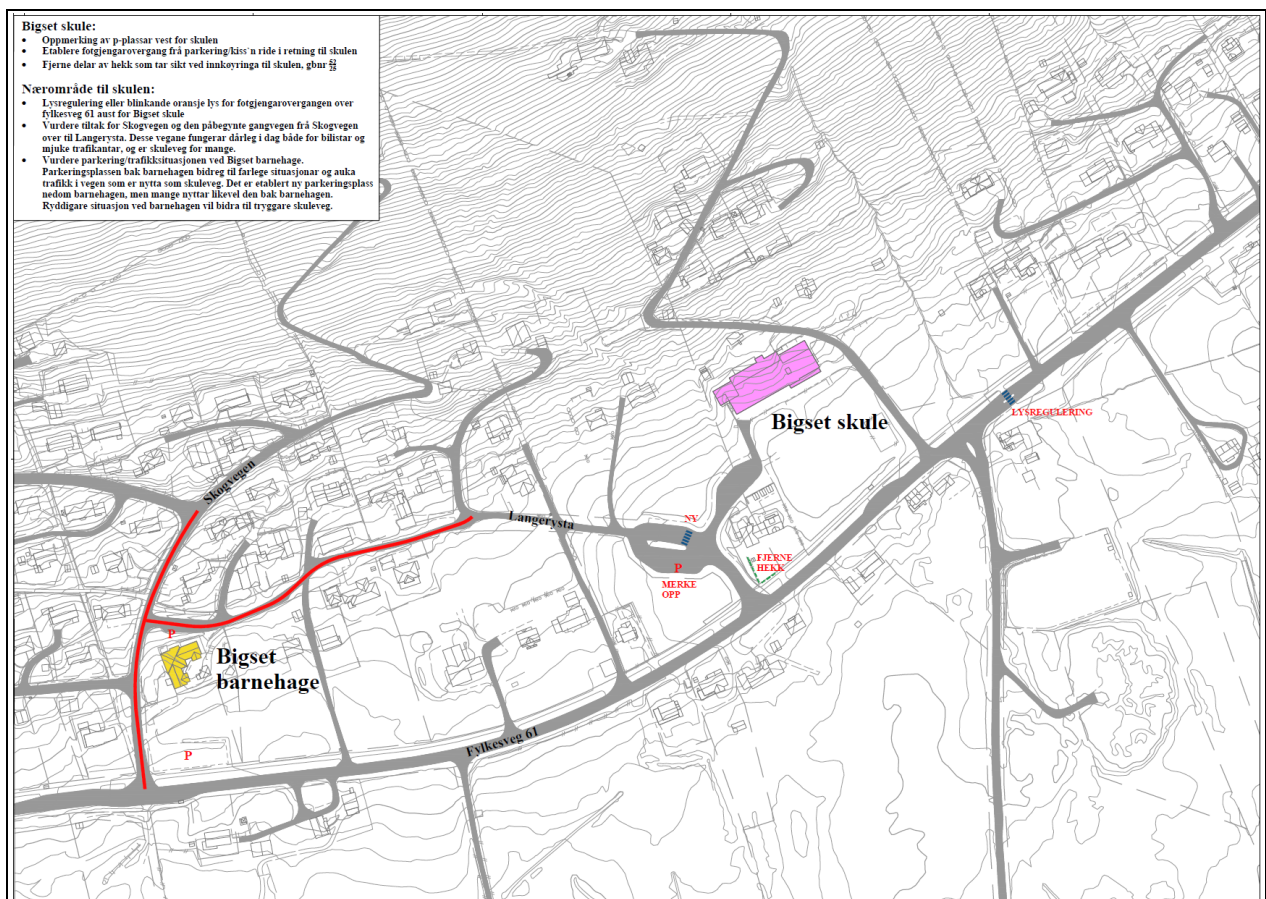 Bigset skule:
• Oppmerking av p-plassar vest for skulen
• Etablere fotgjengarovergang frå parkering/kiss`n ride i retning til skulen
• Fjerne delar av hekk som tar sikt ved innkøyringa til skulen, gbnr
Nærområde til skulen:
• Lysregulering eller blinkande oransje lys for fotgjengarovergangen over
fylkesveg 61 aust for Bigset skule
• Vurdere tiltak for Skogvegen og den påbegynte gangvegen frå Skogvegen
over til Langerysta. Desse vegane fungerar dårleg i dag både for bilistar og
mjuke trafikantar, og er skuleveg for mange.
• Vurdere parkering/trafikksituasjonen ved Bigset barnehage.
Parkeringsplassen bak barnehagen bidreg til farlege situasjonar og auka
trafikk i vegen som er nytta som skuleveg. Det er etablert ny parkeringsplass
nedom barnehagen, men mange nyttar likevel den bak barnehagen.
Ryddigare situasjon ved barnehagen vil bidra til tryggare skuleveg.
LYSREGULERING
Bigset skule
Skogvegen
Langerysta
NY
FJERNE
HEKK
P
MERKE
OPP
P
Bigset
barnehage
Fylkesveg 61
P